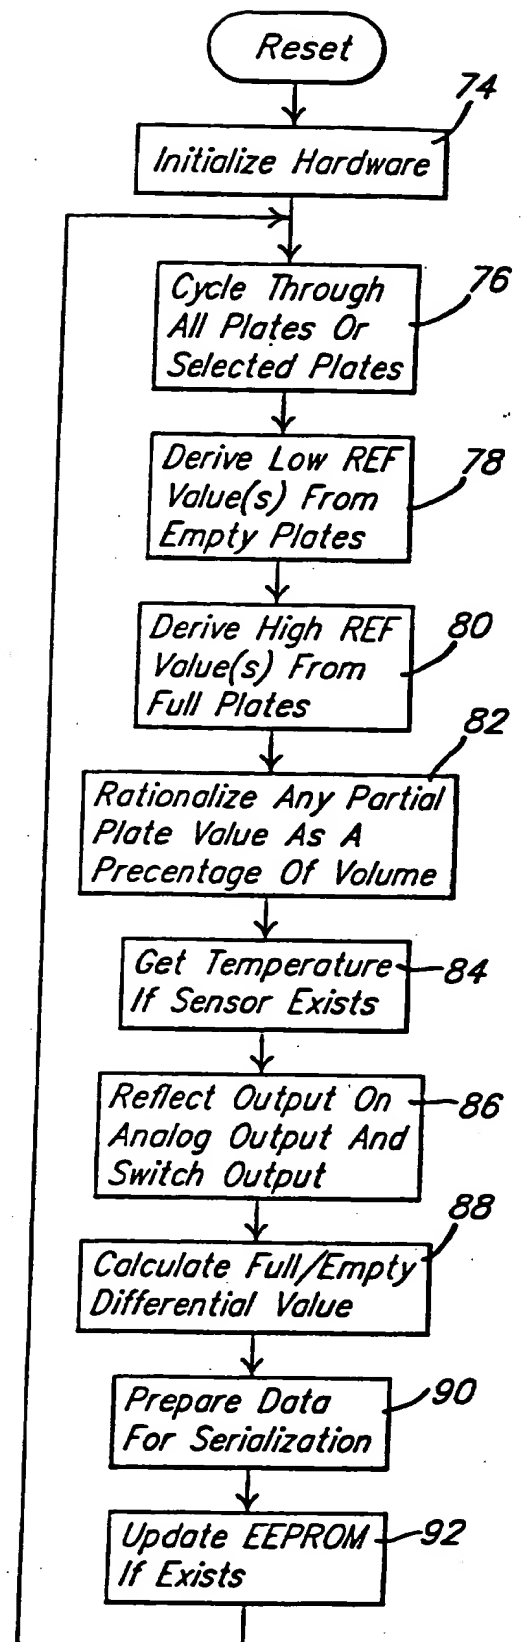 Reset
74
Initialize Hardware
76
Cycle Through
All Plates Or
Selected Plates
78
Derive Low REF
Value(s) From
Empty Plates
80
Derive High REF
Value(s) From
Full Plates
82
Rationalize Any Partial
Plate Value As A
Precentage Of Volume
Get Temperature 84
If Sensor Exists
Reflect Output On 86
Analog Output And
Switch Output
88
Calculate Full/Empty
Differential Value
Prepare Data 90
For Serialization
Update EEPROM 92
If Exists